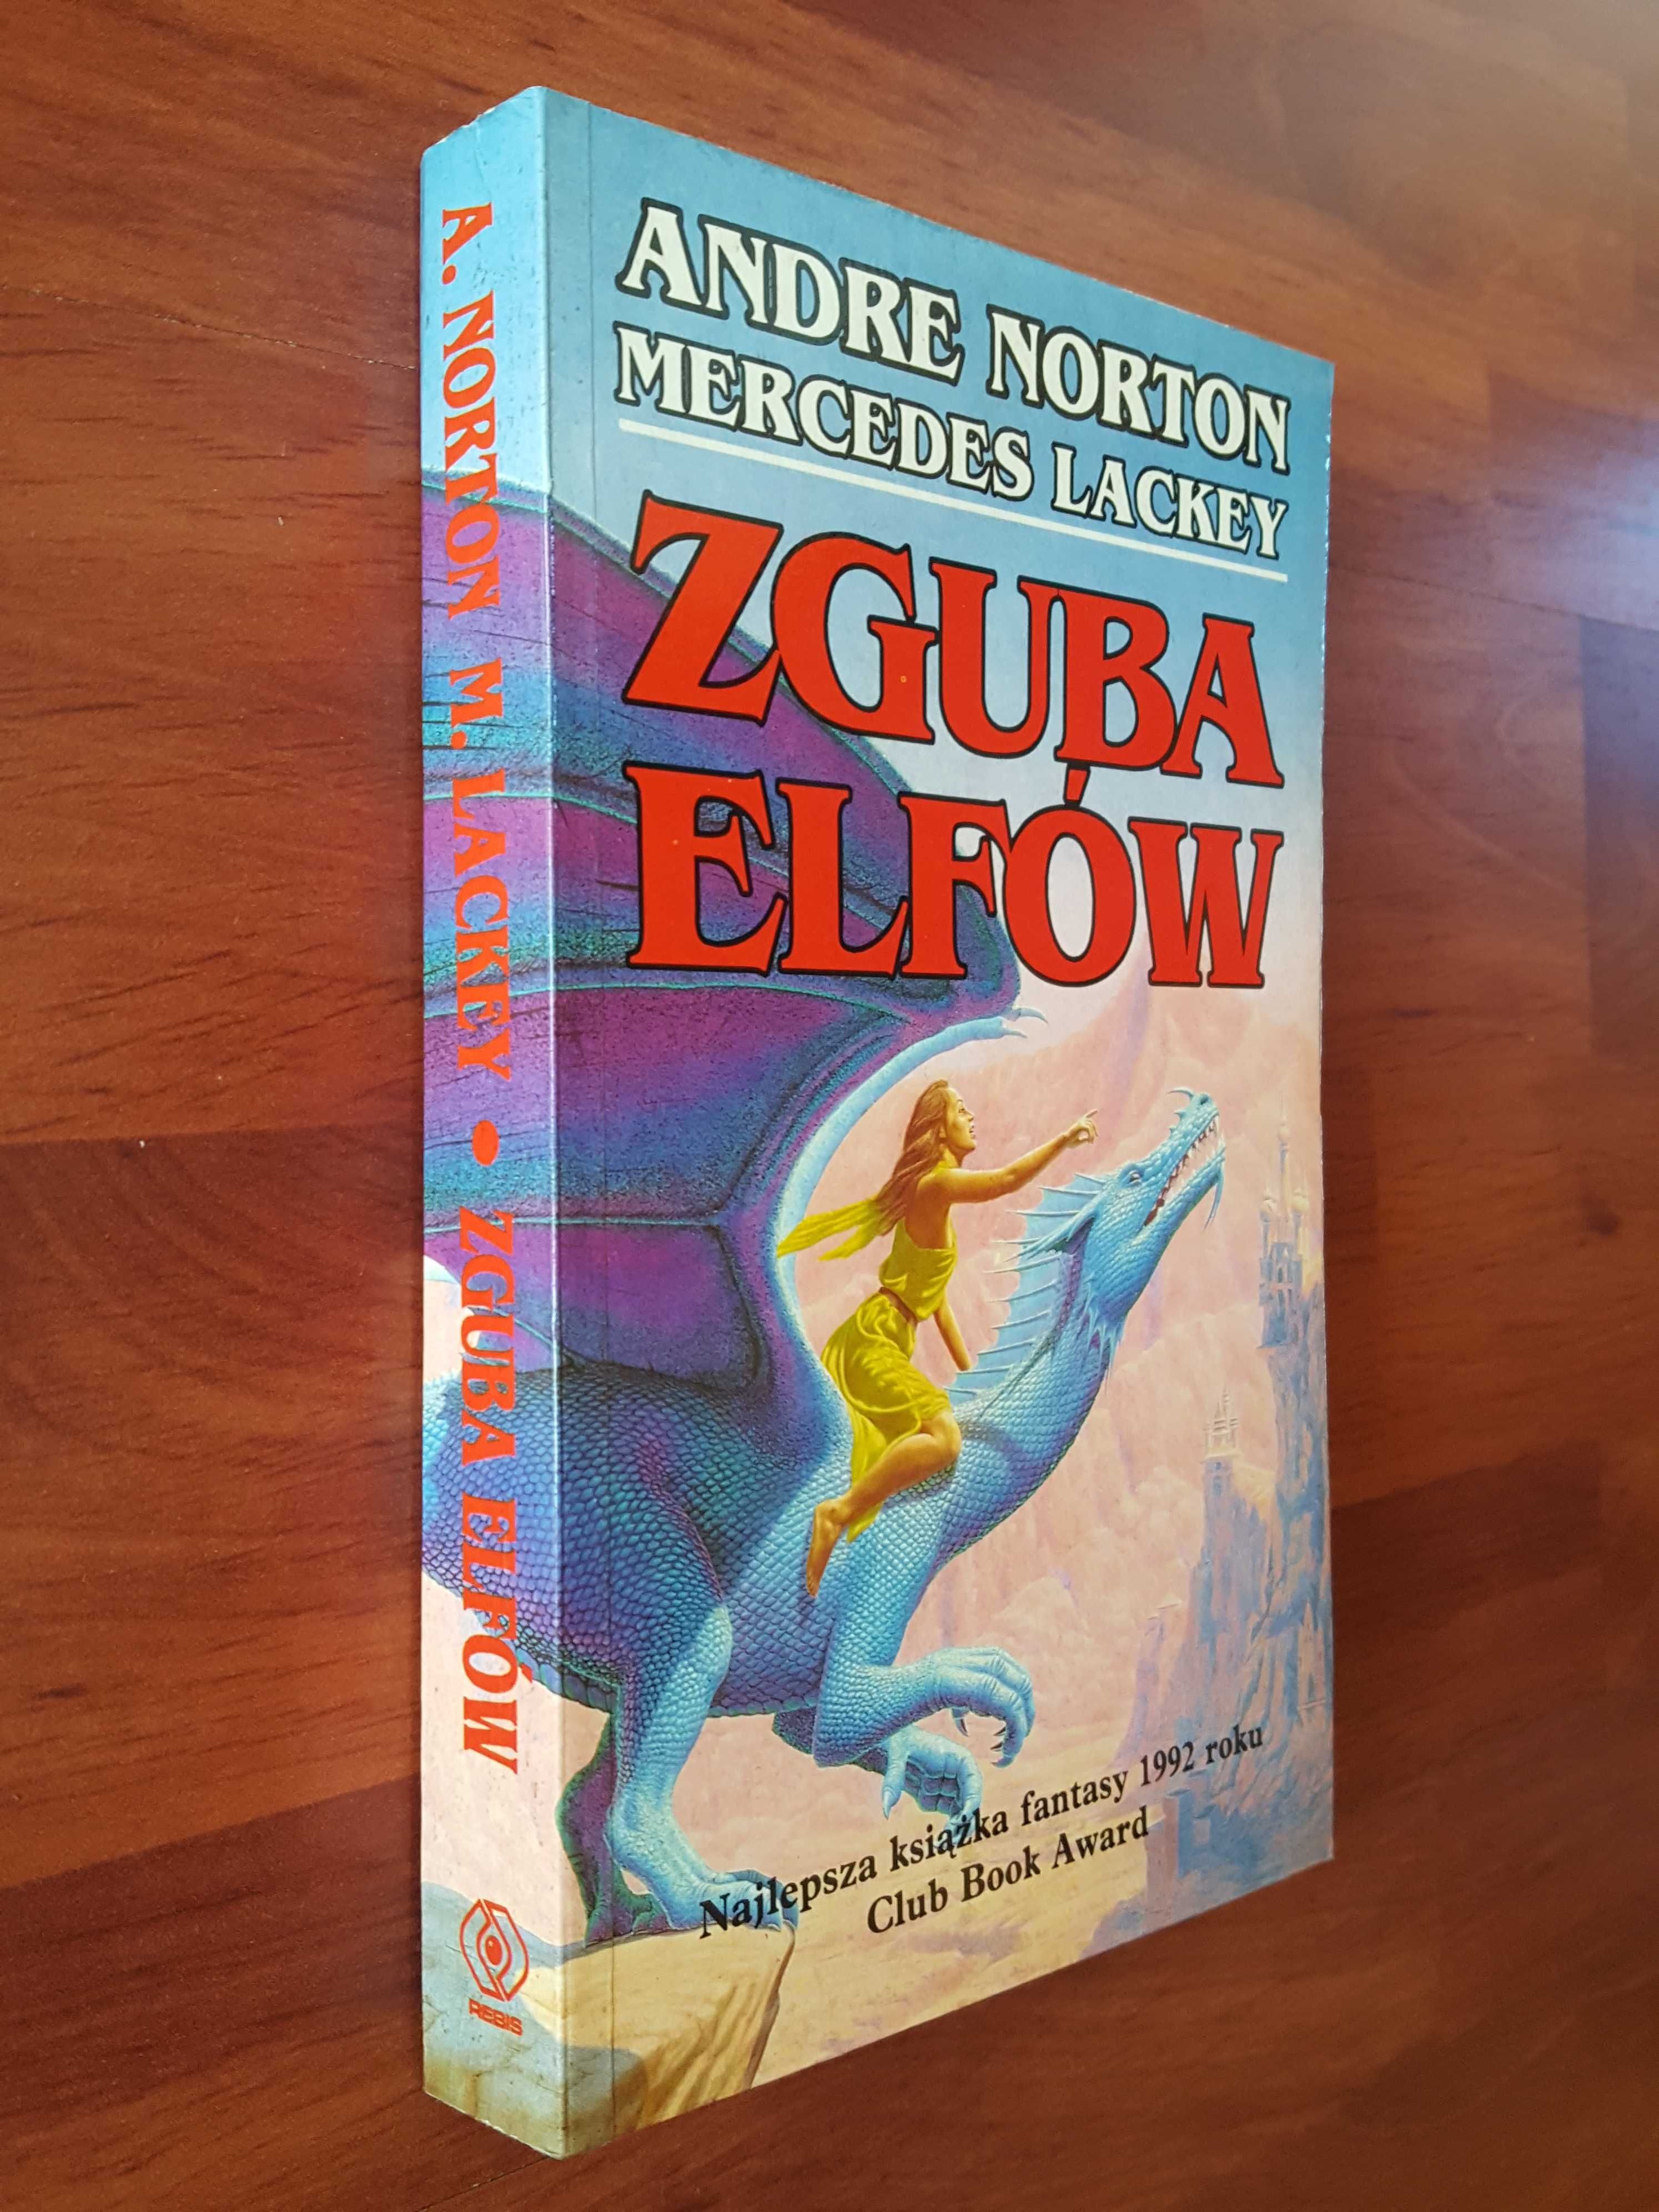 ANDRE NORTON
MERCEDES LACKEY
ZGUBA
ELFÓW
Najlepsza książka fantasy 1992 roku
Club Book Award
A. NORTON M. LACKEY • ZGUBA ELFÓW
REBIS